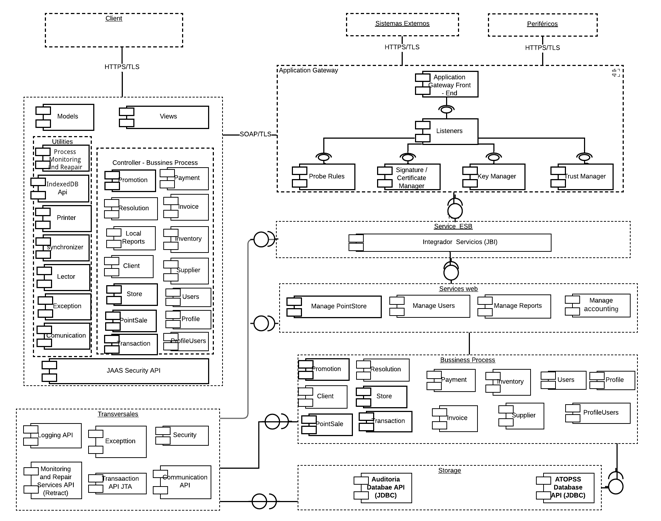 Client
Sistemas Externos
Periféricos
HTTPS/TLS
HTTPS/TLS
HTTPS/TLS
Application Gateway
Application
Gateway Front
- End
Listeners
Probe Rules
Signature /
Certificate
Manager
Key Manager
Trust Manager
SOAP/TLS
Models
Views
Utilities
Process
Monitoring
and Reapair
IndexedDB
Api
Printer
Synchronizer
Lector
Exception
Comunication
Controller - Bussines Process
Promotion
Payment
Resolution
Invoice
Local
Reports
Inventory
Client
Supplier
Store
Users
PointSale
Profile
Transaction
ProfileUsers
JAAS Security API
Service ESB
Integrador Servicios (JBI)
Services web
Manage PointStore
Manage Users
Manage Reports
Manage
accounting
Bussiness Process
Promotion
Resolution
Payment
Inventory
Users
Profile
Client
Store
Invoice
Supplier
ProfileUsers
PointSale
Transaction
Transversales
Logging API
Excepttion
Security
Monitoring
and Repair
Services API
(Retract)
Transaaction
API JTA
Communication
API
Storage
Auditoria
Databae API
(JDBC)
ATOPSS
Database
API (JDBC)